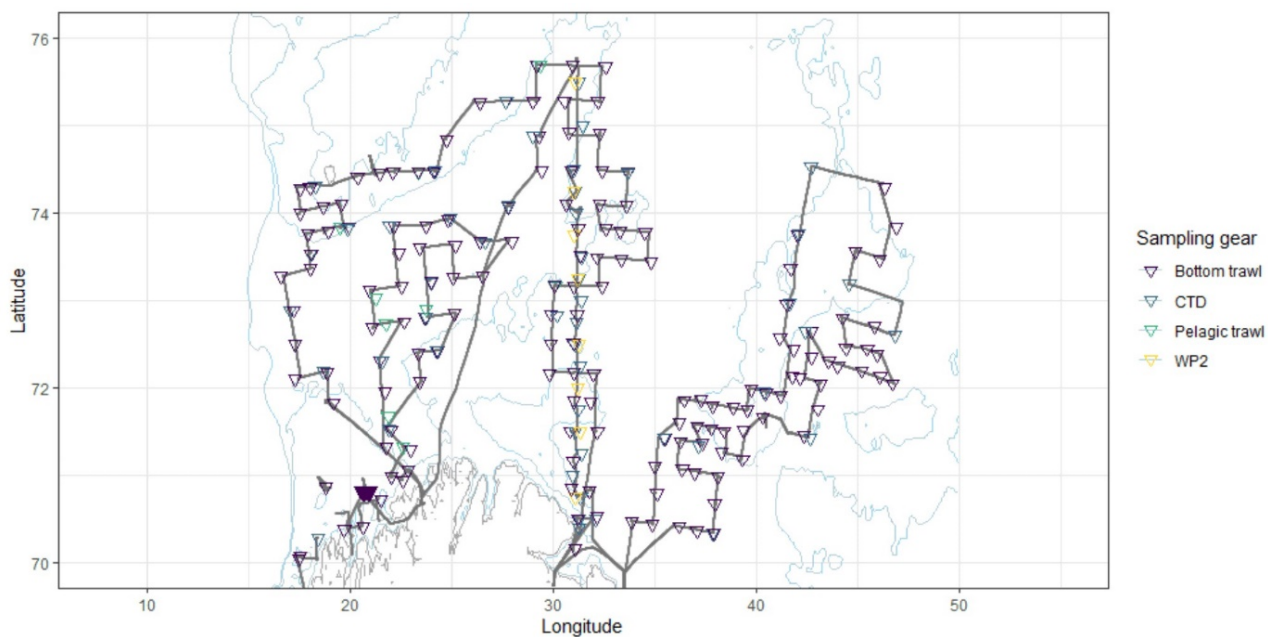 76
74
72
70
Latitude
10
20
30
40
50
Longitude
Sampling gear
Bottom trawl
CTD
Pelagic trawl
WP2